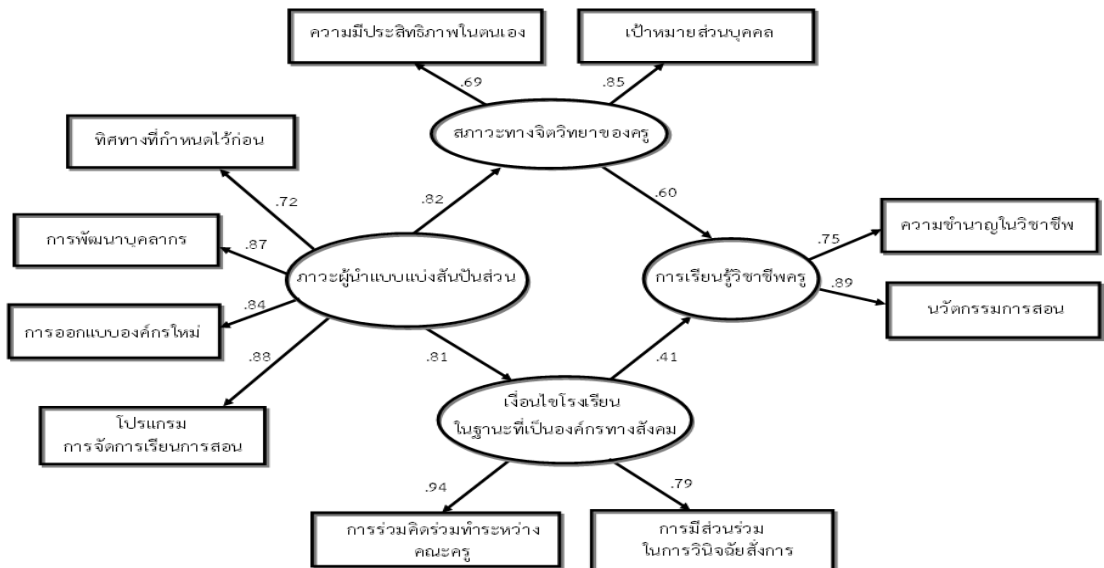 ความมีประสิทธิภาพในตนเอง
เป้าหมายส่วนบุคคล
.69
.85
สภาวะทางจิตวิทยาของครู
ทิศทางที่กำหนดไว้ก่อน
.72
.82
.60
การพัฒนาบุคลากร
.87
ภาวะผู้นำแบบแบ่งสันปันส่วน
การเรียนรู้วิชาชีพครู
.75
ความชำนาญในวิชาชีพ
.84
.89
การออกแบบองค์กรใหม่
นวัตกรรมการสอน
.88
.81
.41
โปรแกรม
การจัดการเรียนการสอน
เงื่อนไขโรงเรียน
ในฐานะที่เป็นองค์กรทางสังคม
.94
.79
การร่วมคิดร่วมทำระหว่าง
คณะครู
การมีส่วนร่วม
ในการวินิจฉัยสั่งการ